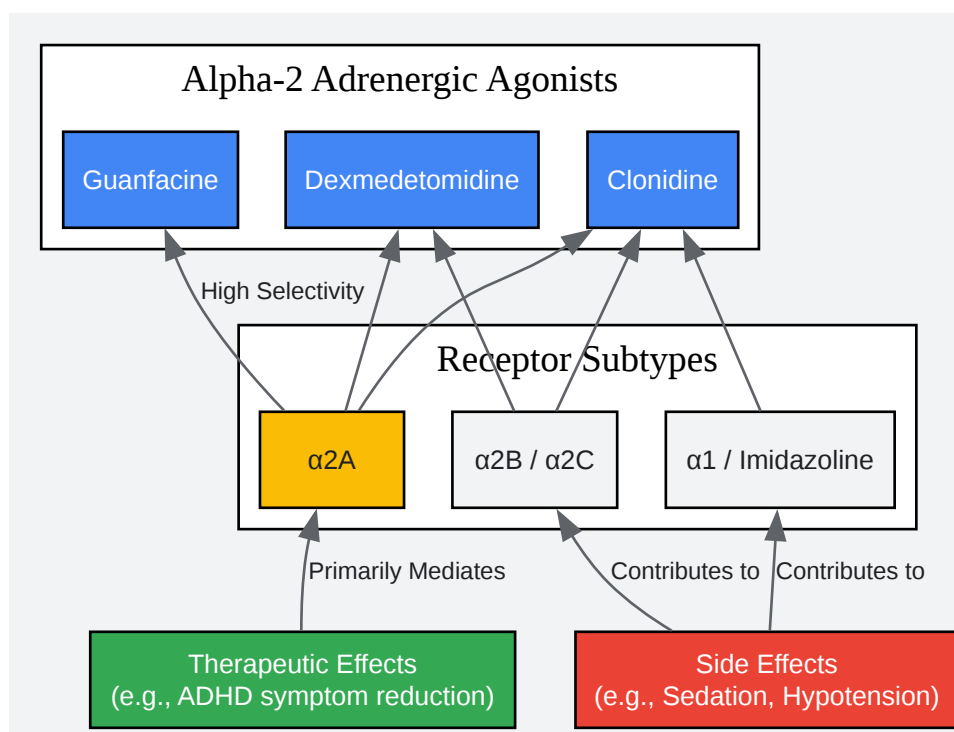 Alpha-2 Adrenergic Agonists
Guanfacine
Dexmedetomidine
Clonidine
High Selectivity
Receptor Subtypes
α2A
α2B / α2C
α1 / Imidazoline
Primarily Mediates
Contributes to
Contributes to
Therapeutic Effects
(e.g., ADHD symptom reduction)
Side Effects
(e.g., Sedation, Hypotension)